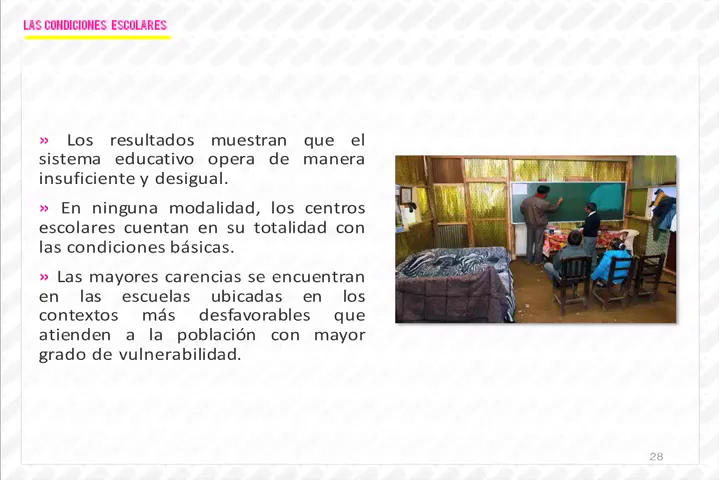 LAS CONDICIONES ESCOLARES
» Los resultados muestran que el
sistema educativo opera de manera
insuficiente y desigual.
» En ninguna modalidad, los centros
escolares cuentan en su totalidad con
las condiciones básicas.
» Las mayores carencias se encuentran
en las escuelas ubicadas en los
contextos más desfavorables que
atienden a la población con mayor
grado de vulnerabilidad.
28